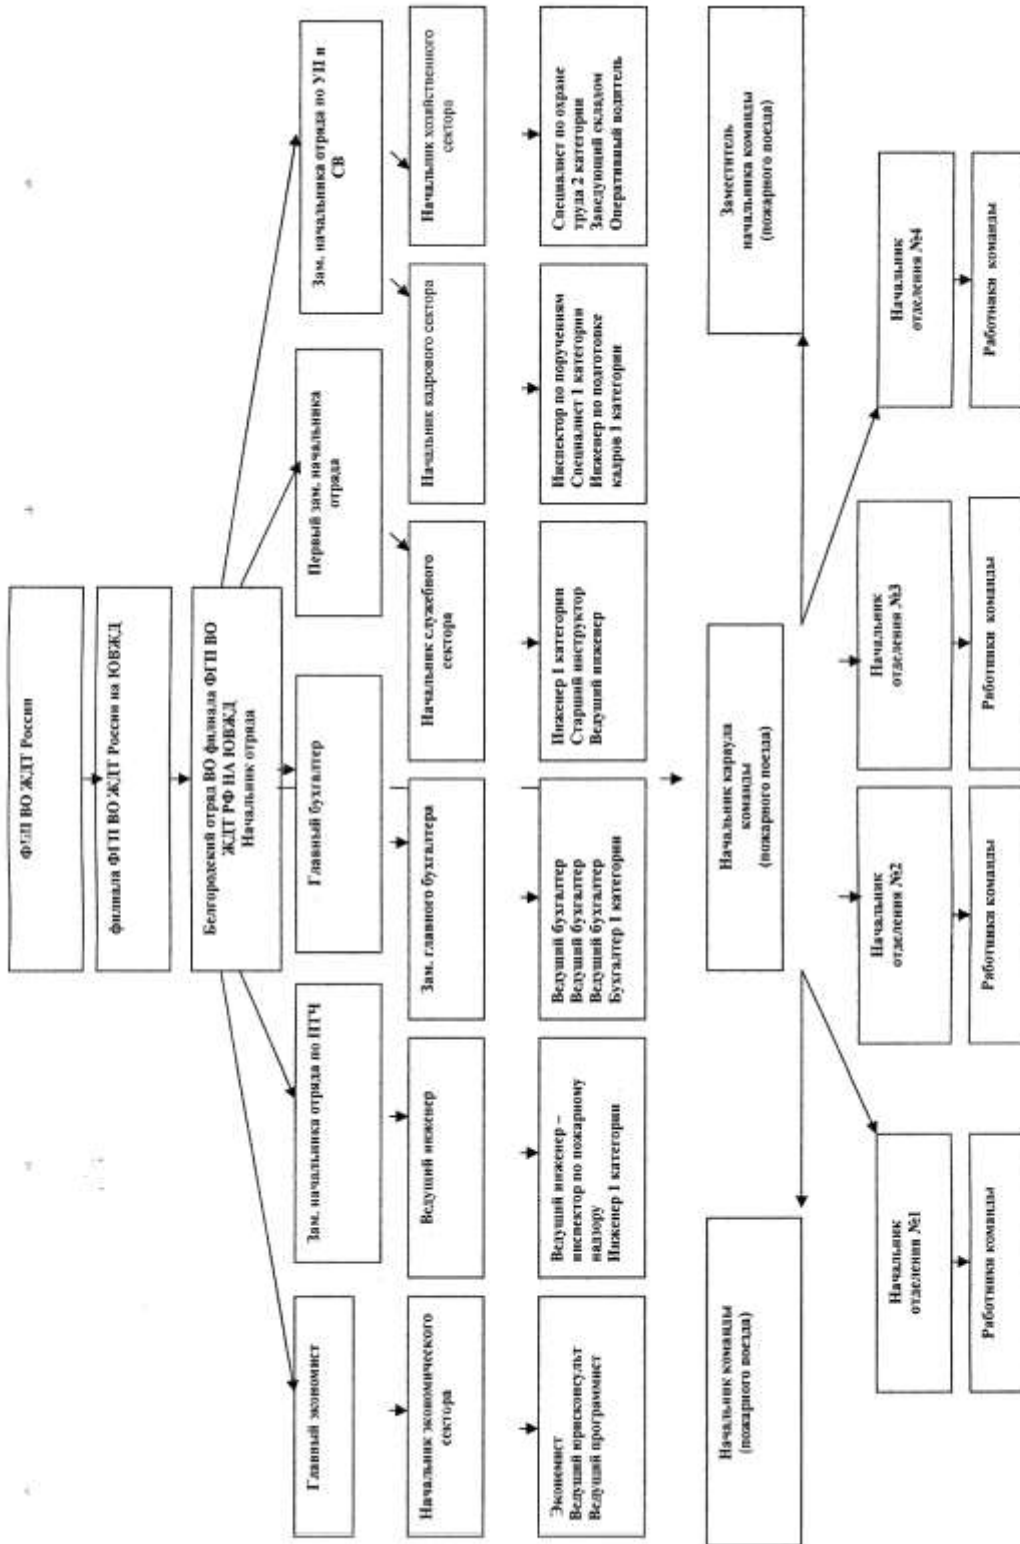 ФГП ВО ЖДТ России
филиала ФГП ВО ЖДТ России на ЮВЖД
Белгородский отряд ВО филиала ФГП ВО
ЖДТ РФ НА ЮВЖД
Начальник отряда
Главный экономист
Зам. начальника отряда по ПТЧ
Главный бухгалтер
Первый зам. начальника
отряда
Зам. начальника отряда по УП и
СВ
Начальник экономического
сектора
Ведущий инженер
Зам. главного бухгалтера
Начальник служебного
сектора
Начальник кадрового сектора
Начальник хозяйственного
сектора
Экономист
Ведущий юрисконсульт
Ведущий программист
Ведущий инженер –
инспектор по пожарному
надзору
Инженер 1 категории
Ведущий бухгалтер
Ведущий бухгалтер
Ведущий бухгалтер
Бухгалтер 1 категории
Инженер 1 категории
Старший инструктор
Ведущий инженер
Инспектор по поручениям
Специалист 1 категории
Инженер по подготовке
кадров 1 категории
Специалист по охране
труда 2 категории
Заведующий складом
Оперативный водитель
Начальник команды
(пожарного поезда)
Начальник караула
команды
(пожарного поезда)
Заместитель
начальника команды
(пожарного поезда)
Начальник
отделения №1
Начальник
отделения №2
Начальник
отделения №3
Начальник
отделения №4
Работники команды
Работники команды
Работники команды
Работники команды